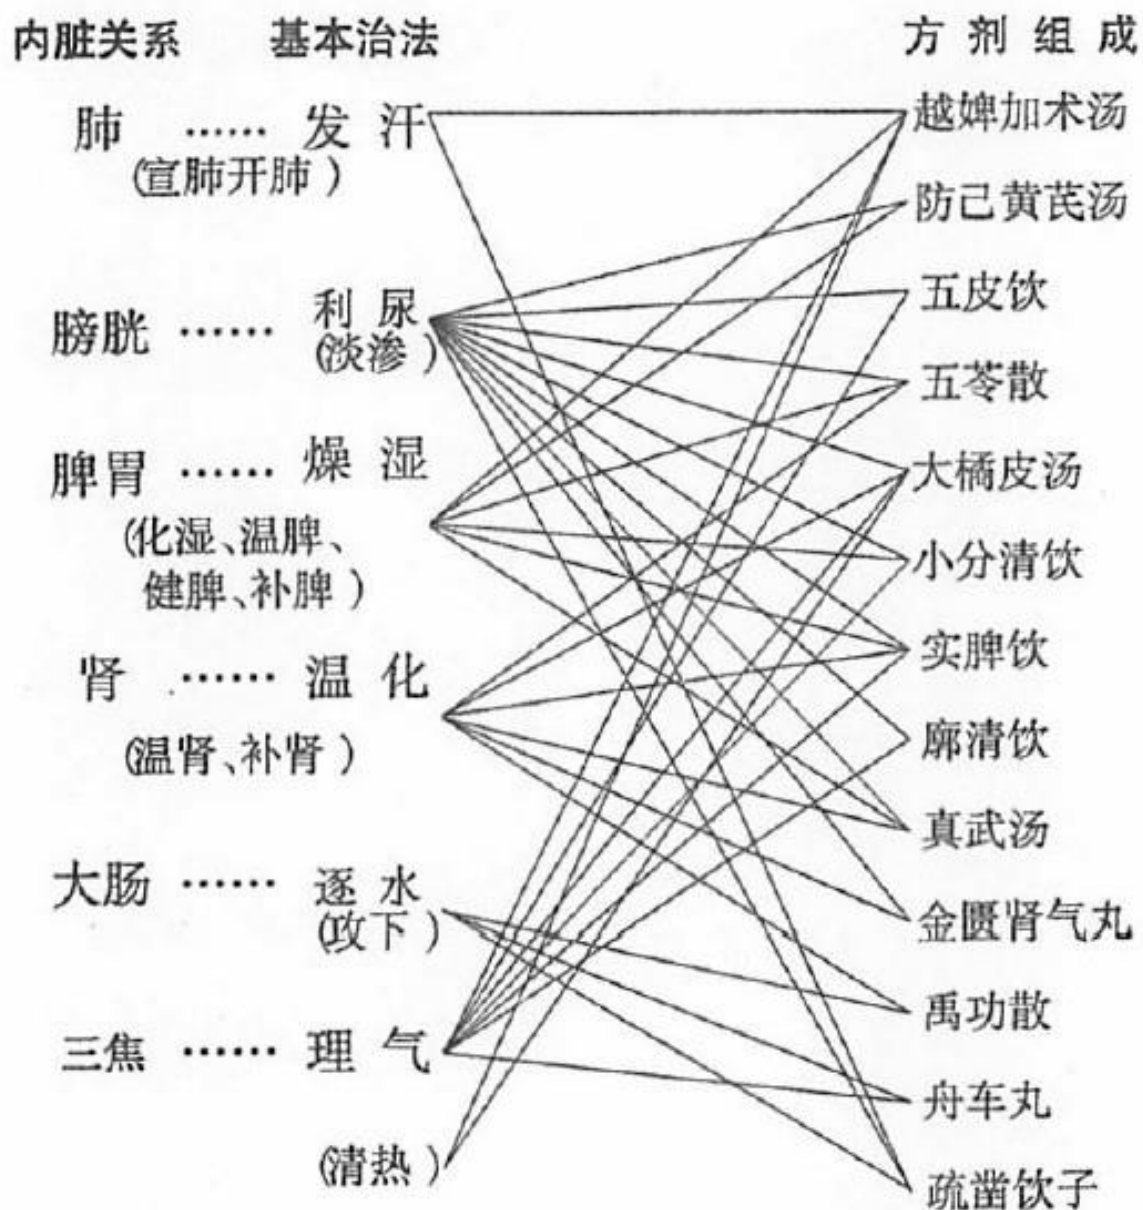 内脏关系 基本治法 方剂组成
肺 …… 发汗 越婢加术汤
(宣肺开肺)
防己黄芪汤
膀胱 …… 利尿 五皮饮
(淡渗)
五苓散
脾胃 …… 燥湿 大橘皮汤
(化湿、温脾、 小分清饮
健脾、补脾)
肾 …… 温化 实脾饮
(温肾、补肾) 廓清饮
真武汤
大肠 …… 逐水 金匮肾气丸
(攻下)
禹功散
三焦 …… 理气 舟车丸
(清热) 疏凿饮子